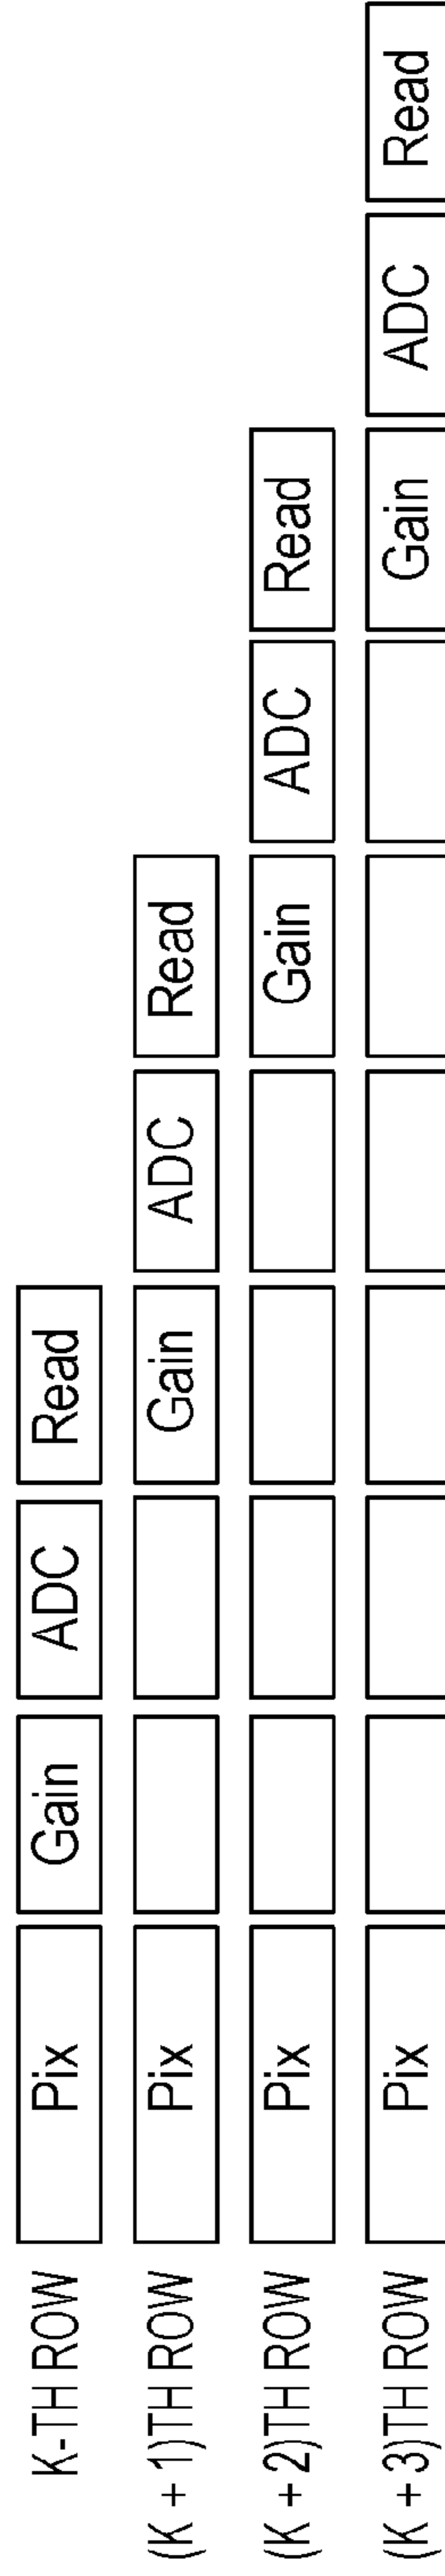 K-TH ROW Pix Gain ADC Read
(K + 1)TH ROW Pix Gain ADC Read
(K + 2)TH ROW Pix Gain ADC Read
(K + 3)TH ROW Pix Gain ADC Read